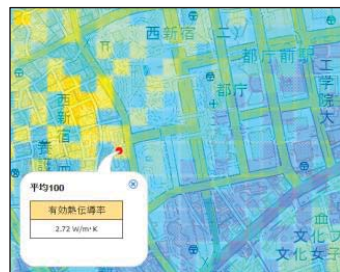 西新宿(二)
都庁前駅
工学院大
都庁
西新宿
平均100
有効熱伝導率
2.72 W/m・K
文化フ
文化女子